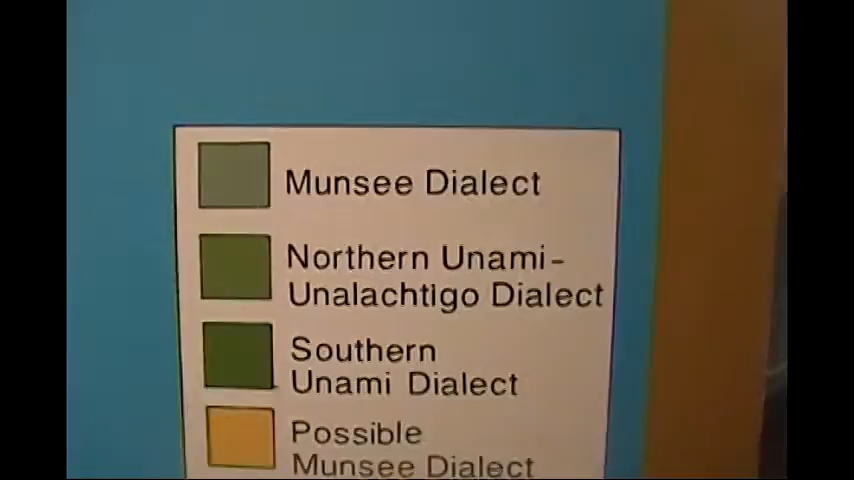 Munsee Dialect
Northern Unami-
Unalachtigo Dialect
Southern
Unami Dialect
Possible
Munsee Dialect